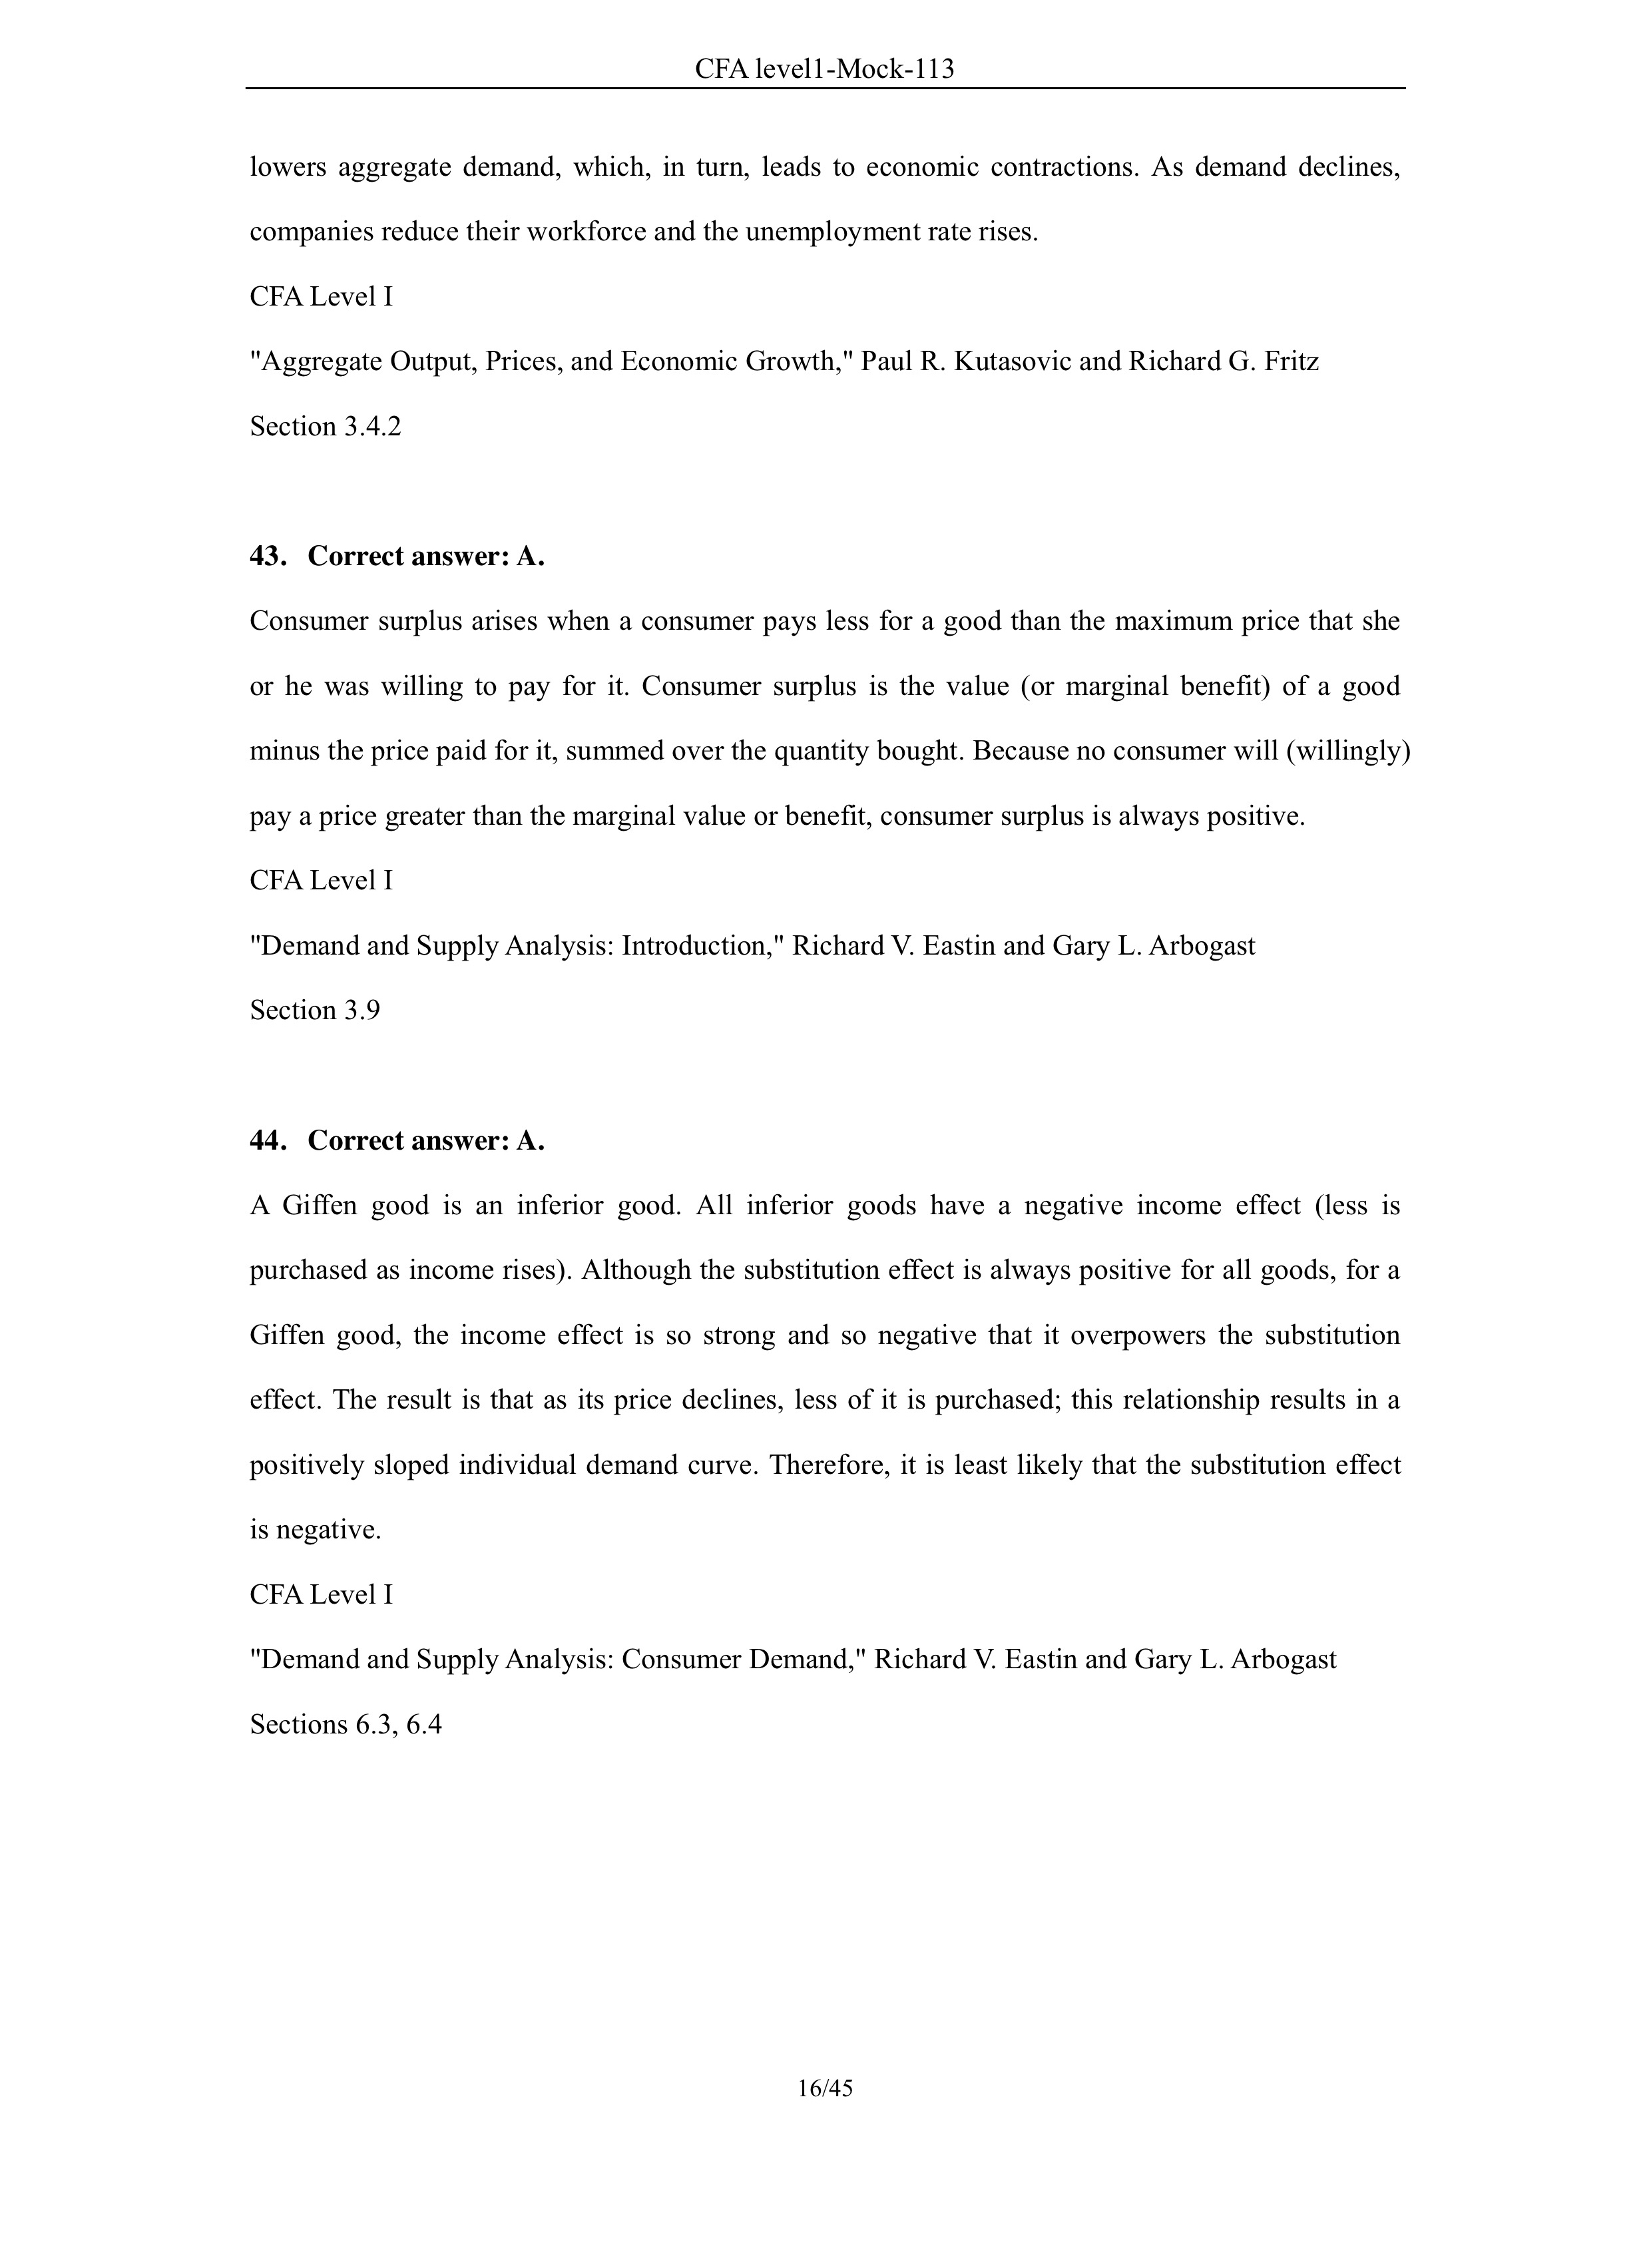 CFA level1-Mock-113
lowers aggregate demand, which, in turn, leads to economic contractions. As demand declines,
companies reduce their workforce and the unemployment rate rises.
CFA Level I
"Aggregate Output, Prices, and Economic Growth," Paul R. Kutasovic and Richard G. Fritz
Section 3.4.2
43. Correct answer: A.
Consumer surplus arises when a consumer pays less for a good than the maximum price that she
or he was willing to pay for it. Consumer surplus is the value (or marginal benefit) of a good
minus the price paid for it, summed over the quantity bought. Because no consumer will (willingly)
pay a price greater than the marginal value or benefit, consumer surplus is always positive.
CFA Level I
"Demand and Supply Analysis: Introduction," Richard V. Eastin and Gary L. Arbogast
Section 3.9
44. Correct answer: A.
A Giffen good is an inferior good. All inferior goods have a negative income effect (less is
purchased as income rises). Although the substitution effect is always positive for all goods, for a
Giffen good, the income effect is so strong and so negative that it overpowers the substitution
effect. The result is that as its price declines, less of it is purchased; this relationship results in a
positively sloped individual demand curve. Therefore, it is least likely that the substitution effect
is negative.
CFA Level I
"Demand and Supply Analysis: Consumer Demand," Richard V. Eastin and Gary L. Arbogast
Sections 6.3, 6.4
16/45